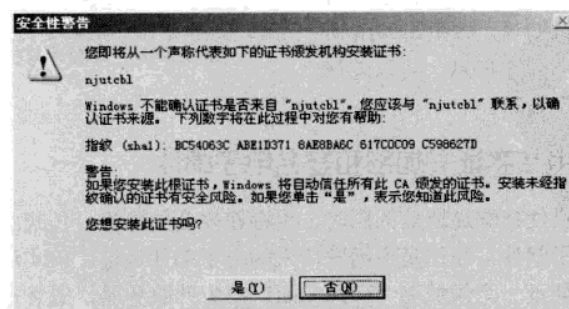 安全性警告
您即将从一个声称代表如下的证书颁发机构安装证书:
njutcbl
Windows 不能确认证书是否来自 "njutcbl"。您应该与 "njutcbl" 联系，以确
认证书来源。 下列数字将在此过程中对您有帮助:
指纹 (sha1): BC54063C ABE1D371 8AE8BA6C 617C0C09 C598627D
警告:
如果您安装此根证书，Windows 将自动信任所有此 CA 颁发的证书。安装未经指
纹确认的证书有安全风险。如果您单击“是”，表示您知道此风险。
您想安装此证书吗?
是(Y) 否(N)